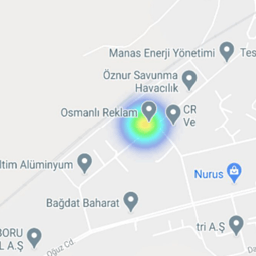 Manas Enerji Yönetimi
Tes
Öznur Savunma
Havacılık
Osmanlı Reklam
CR
Ve
ltim Alüminyum
Nurus
Bağdat Baharat
BORU
L A.Ş
Oğuz Cd
tri A.Ş
Da